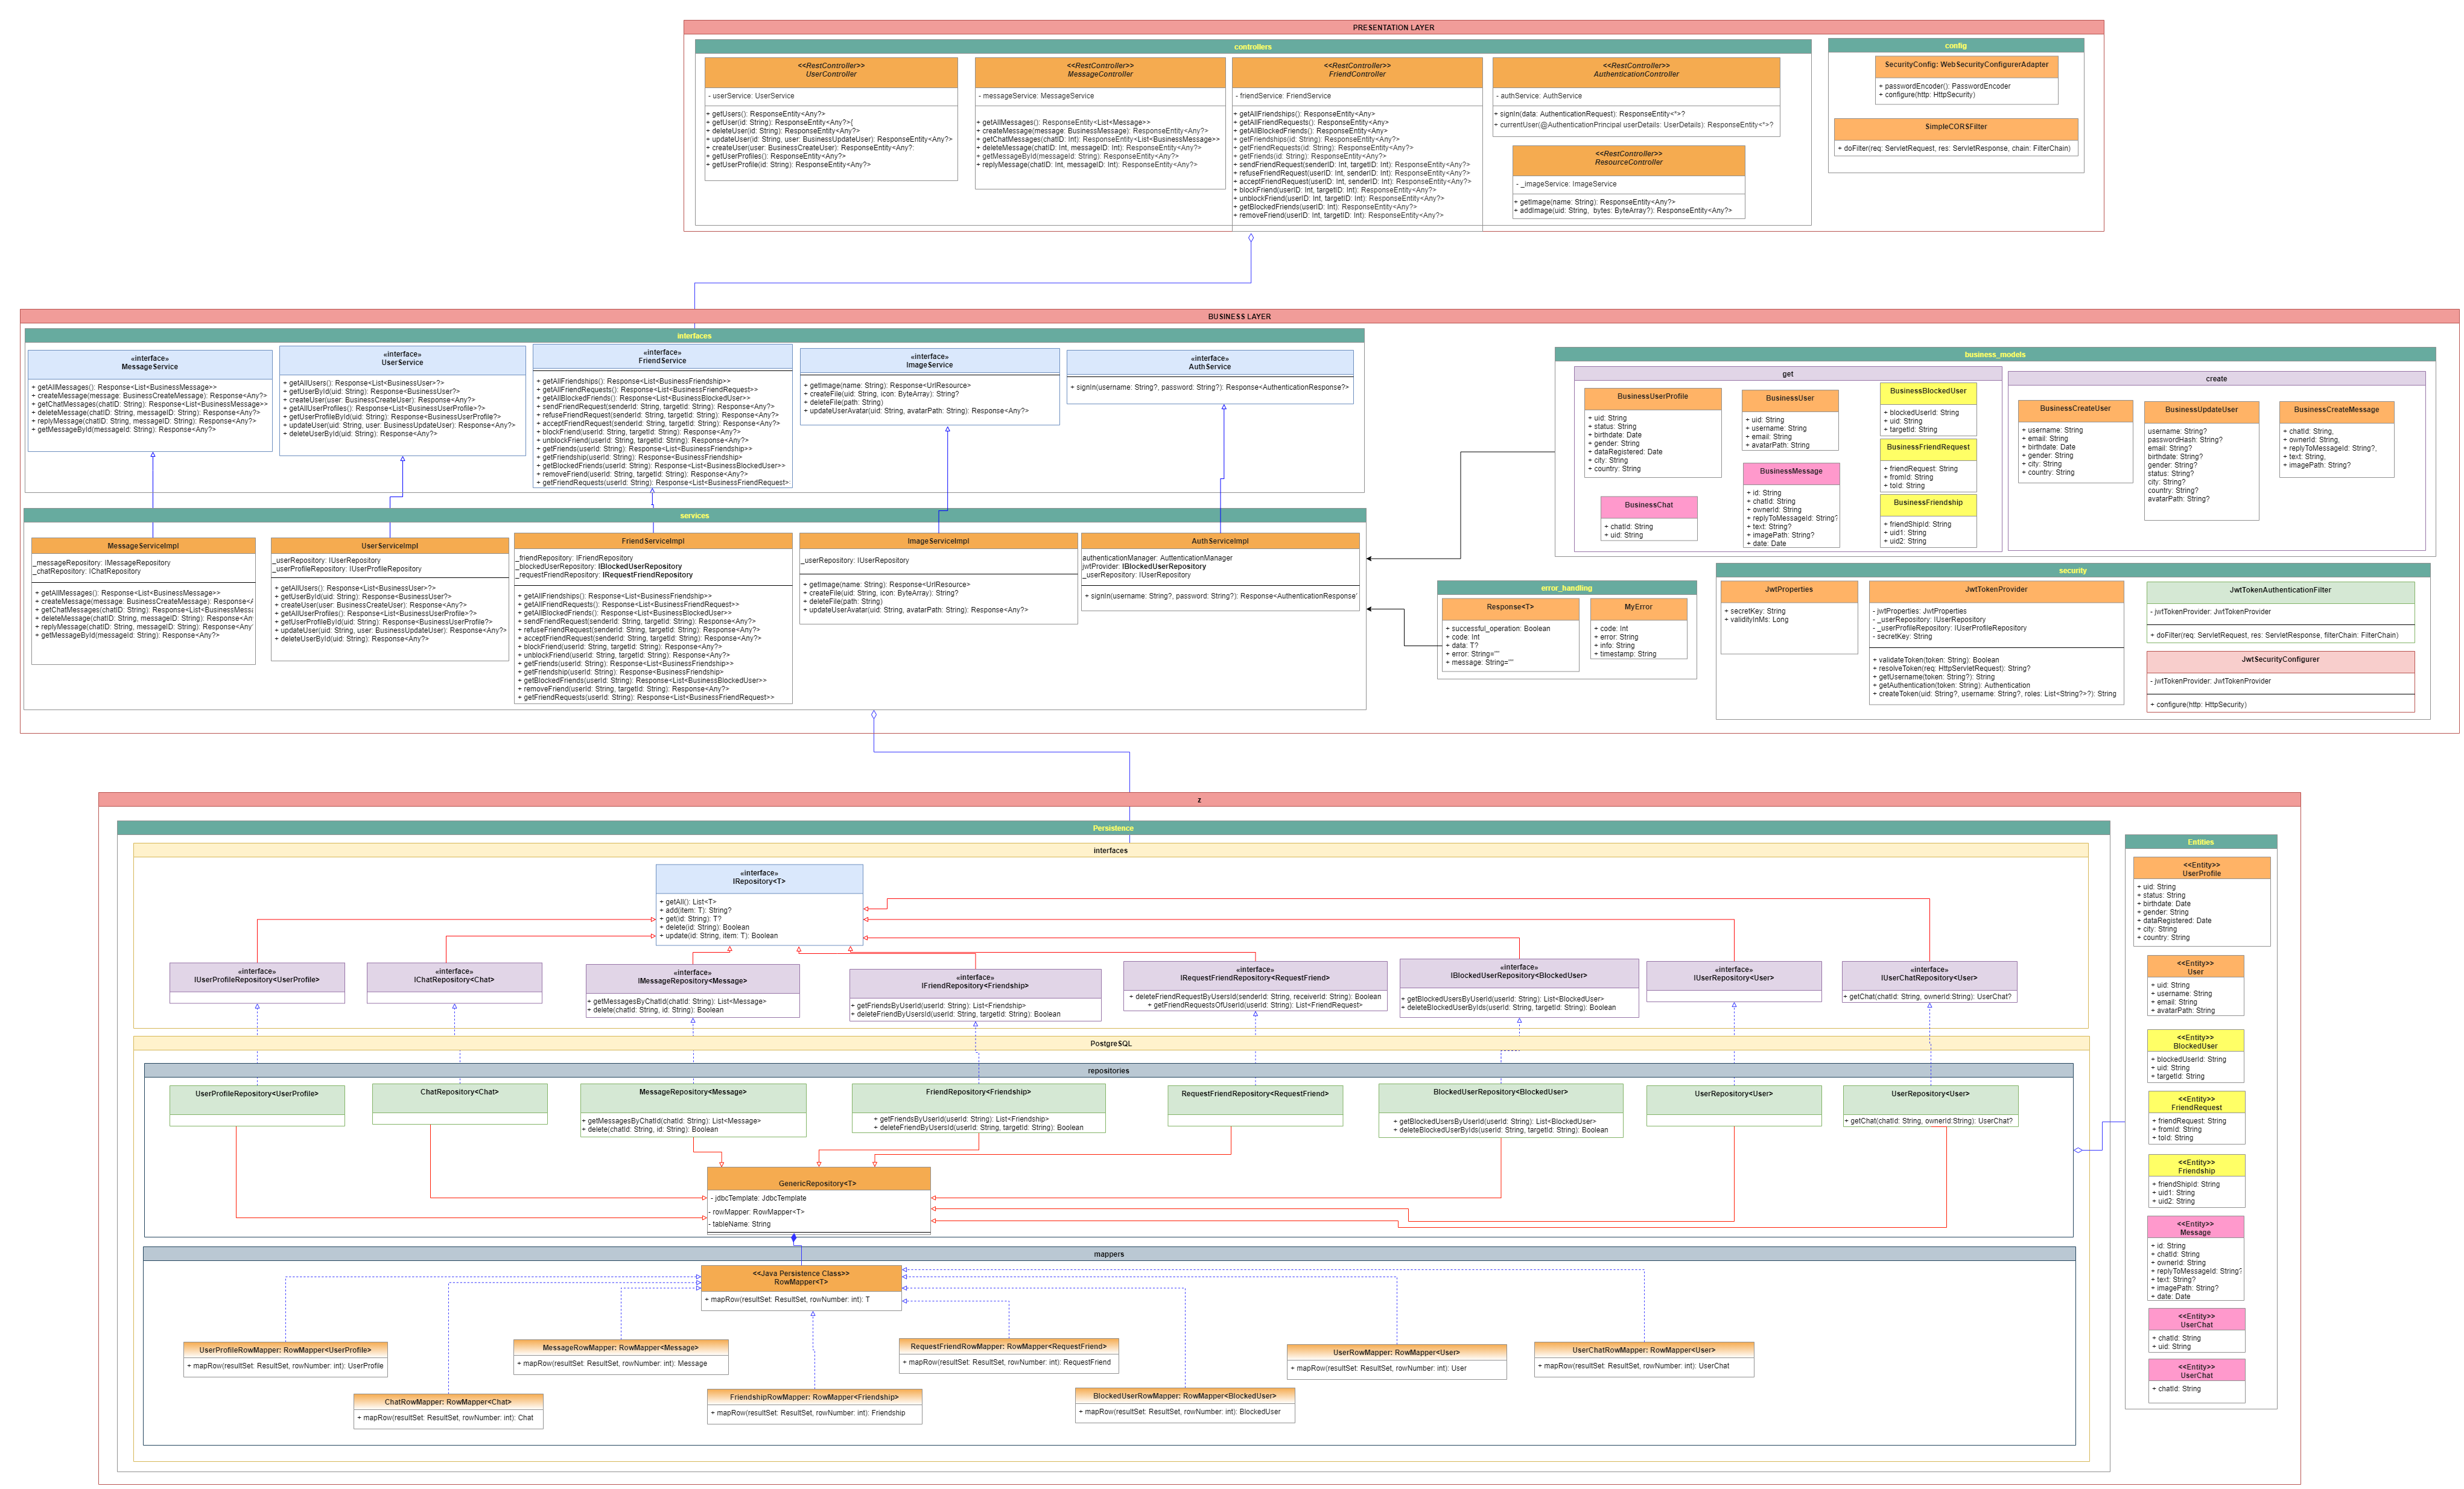 PRESENTATION LAYER
controllers
<<RestController>>
UserController
- userService: UserService
+ getUsers(): ResponseEntity<Any?>
+ getUser(id: String): ResponseEntity<Any?>{
+ deleteUser(id: String): ResponseEntity<Any?>
+ updateUser(id: String, user: BusinessUpdateUser): ResponseEntity<Any?>
+ createUser(user: BusinessCreateUser): ResponseEntity<Any?:
+ getUserProfiles(): ResponseEntity<Any?>
+ getUserProfile(id: String): ResponseEntity<Any?>
<<RestController>>
MessageController
- messageService: MessageService
+ getAllMessages(): ResponseEntity<List<Message>>
+ createMessage(message: BusinessMessage): ResponseEntity<Any?>
+ getChatMessages(chatID: Int): ResponseEntity<List<BusinessMessage>>
+ deleteMessage(chatID: Int, messageID: Int): ResponseEntity<Any?>
+ getMessageById(messageId: String): ResponseEntity<Any?>
+ replyMessage(chatID: Int, messageID: Int): ResponseEntity<Any?>
<<RestController>>
FriendController
- friendService: FriendService
+ getAllFriendships(): ResponseEntity<Any>
+ getAllFriendRequests(): ResponseEntity<Any>
+ getAllBlockedFriends(): ResponseEntity<Any>
+ getFriendships(id: String): ResponseEntity<Any?>
+ getFriendRequests(id: String): ResponseEntity<Any?>
+ getFriends(id: String): ResponseEntity<Any?>
+ sendFriendRequest(senderID: Int, targetID: Int): ResponseEntity<Any?>
+ refuseFriendRequest(userID: Int, senderID: Int): ResponseEntity<Any?>
+ acceptFriendRequest(userID: Int, senderID: Int): ResponseEntity<Any?>
+ blockFriend(userID: Int, targetID: Int): ResponseEntity<Any?>
+ unblockFriend(userID: Int, targetID: Int): ResponseEntity<Any?>
+ getBlockedFriends(userID: Int): ResponseEntity<Any?>
+ removeFriend(userID: Int, targetID: Int): ResponseEntity<Any?>
<<RestController>>
AuthenticationController
- authService: AuthService
+ signIn(data: AuthenticationRequest): ResponseEntity<*>?
+ currentUser(@AuthenticationPrincipal userDetails: UserDetails): ResponseEntity<*>?
<<RestController>>
ResourceController
- _imageService: ImageService
+ getImage(name: String): ResponseEntity<Any?>
+ addImage(uid: String, bytes: ByteArray?): ResponseEntity<Any?>
config
SecurityConfig: WebSecurityConfigurerAdapter
+ passwordEncoder(): PasswordEncoder
+ configure(http: HttpSecurity)
SimpleCORSFilter
+ doFilter(req: ServletRequest, res: ServletResponse, chain: FilterChain)
BUSINESS LAYER
interfaces
«interface»
MessageService
+ getAllMessages(): Response<List<BusinessMessage>>
+ createMessage(message: BusinessCreateMessage): Response<Any?>
+ getChatMessages(chatID: String): Response<List<BusinessMessage>>
+ deleteMessage(chatID: String, messageID: String): Response<Any?>
+ replyMessage(chatID: String, messageID: String): Response<Any?>
+ getMessageById(messageId: String): Response<Any?>
«interface»
UserService
+ getAllUsers(): Response<List<BusinessUser>?>
+ getUserById(uid: String): Response<BusinessUser?>
+ createUser(user: BusinessCreateUser): Response<Any?>
+ getAllUserProfiles(): Response<List<BusinessUserProfile>?>
+ getUserProfileById(uid: String): Response<BusinessUserProfile?>
+ updateUser(uid: String, user: BusinessUpdateUser): Response<Any?>
+ deleteUserById(uid: String): Response<Any?>
«interface»
FriendService
+ getAllFriendships(): Response<List<BusinessFriendship>>
+ getAllFriendRequests(): Response<List<BusinessFriendRequest>>
+ getAllBlockedFriends(): Response<List<BusinessBlockedUser>>
+ sendFriendRequest(senderId: String, targetId: String): Response<Any?>
+ refuseFriendRequest(senderId: String, targetId: String): Response<Any?>
+ acceptFriendRequest(senderId: String, targetId: String): Response<Any?>
+ blockFriend(userId: String, targetId: String): Response<Any?>
+ unblockFriend(userId: String, targetId: String): Response<Any?>
+ getFriends(userId: String): Response<List<BusinessFriendship>>
+ getFriendship(userId: String): Response<BusinessFriendship
+ getBlockedFriends(userId: String): Response<List<BusinessBlockedUser>>
+ removeFriend(userId: String, targetId: String): Response<Any?>
+ getFriendRequests(userId: String): Response<List<BusinessFriendRequest>
«interface»
ImageService
+ getImage(name: String): Response<UrlResource>
+ createFile(uid: String, icon: ByteArray): String?
+ deleteFile(path: String)
+ updateUserAvatar(uid: String, avatarPath: String): Response<Any?>
«interface»
AuthService
+ signIn(username: String?, password: String?): Response<AuthenticationResponse?>
services
MessageServiceImpl
_messageRepository: IMessageRepository
_chatRepository: IChatRepository
+ getAllMessages(): Response<List<BusinessMessage>>
+ createMessage(message: BusinessCreateMessage): Response<A
+ getChatMessages(chatID: String): Response<List<BusinessMessa
+ deleteMessage(chatID: String, messageID: String): Response<Any
+ replyMessage(chatID: String, messageID: String): Response<Any
+ getMessageById(messageId: String): Response<Any?>
UserServiceImpl
_userRepository: IUserRepository
_userProfileRepository: IUserProfileRepository
+ getAllUsers(): Response<List<BusinessUser>?>
+ getUserById(uid: String): Response<BusinessUser?>
+ createUser(user: BusinessCreateUser): Response<Any?>
+ getAllUserProfiles(): Response<List<BusinessUserProfile>?>
+ getUserProfileById(uid: String): Response<BusinessUserProfile?>
+ updateUser(uid: String, user: BusinessUpdateUser): Response<Any?>
+ deleteUserById(uid: String): Response<Any?>
FriendServiceImpl
_friendRepository: IFriendRepository
_blockedUserRepository: IBlockedUserRepository
_requestFriendRepository: IRequestFriendRepository
+ getAllFriendships(): Response<List<BusinessFriendship>>
+ getAllFriendRequests(): Response<List<BusinessFriendRequest>>
+ getAllBlockedFriends(): Response<List<BusinessBlockedUser>>
+ sendFriendRequest(senderId: String, targetId: String): Response<Any?>
+ refuseFriendRequest(senderId: String, targetId: String): Response<Any?>
+ acceptFriendRequest(senderId: String, targetId: String): Response<Any?>
+ blockFriend(userId: String, targetId: String): Response<Any?>
+ unblockFriend(userId: String, targetId: String): Response<Any?>
+ getFriends(userId: String): Response<List<BusinessFriendship>>
+ getFriendship(userId: String): Response<BusinessFriendship
+ getBlockedFriends(userId: String): Response<List<BusinessBlockedUser>>
+ removeFriend(userId: String, targetId: String): Response<Any?>
+ getFriendRequests(userId: String): Response<List<BusinessFriendRequest>>
ImageServiceImpl
_userRepository: IUserRepository
+ getImage(name: String): Response<UrlResource>
+ createFile(uid: String, icon: ByteArray): String?
+ deleteFile(path: String)
+ updateUserAvatar(uid: String, avatarPath: String): Response<Any?>
AuthServiceImpl
authenticationManager: AuttenticationManager
jwtProvider: IBlockedUserRepository
_userRepository: IUserRepository
+ signIn(username: String?, password: String?): Response<AuthenticationResponse'
business_models
get
BusinessUserProfile
+ uid: String
+ status: String
+ birthdate: Date
+ gender: String
+ dataRegistered: Date
+ city: String
+ country: String
BusinessUser
+ uid: String
+ username: String
+ email: String
+ avatarPath: String
BusinessBlockedUser
+ blockedUserId: String
+ uid: String
+ targetId: String
BusinessFriendRequest
+ friendRequest: String
+ fromId: String
+ toId: String
BusinessFriendship
+ friendShipId: String
+ uid1: String
+ uid2: String
BusinessChat
+ chatId: String
+ uid: String
BusinessMessage
+ id: String
+ chatId: String
+ ownerId: String
+ replyToMessageId: String?
+ text: String?
+ imagePath: String?
+ date: Date
create
BusinessCreateUser
+ username: String
+ email: String
+ birthdate: Date
+ gender: String
+ city: String
+ country: String
BusinessUpdateUser
username: String?
passwordHash: String?
email: String?
birthdate: String?
gender: String?
status: String?
city: String?
country: String?
avatarPath: String?
BusinessCreateMessage
+ chatId: String,
+ ownerId: String,
+ replyToMessageId: String?,
+ text: String,
+ imagePath: String?
error_handling
Response<T>
+ successful_operation: Boolean
+ code: Int
+ data: T?
+ error: String=""
+ message: String=""
MyError
+ code: Int
+ error: String
+ info: String
+ timestamp: String
security
JwtProperties
+ secretKey: String
+ validityInMs: Long
JwtTokenProvider
- jwtProperties: JwtProperties
- _userRepository: IUserRepository
- _userProfileRepository: IUserProfileRepository
- secretKey: String
+ validateToken(token: String): Boolean
+ resolveToken(req: HttpServletRequest): String?
+ getUsername(token: String?): String
+ getAuthentication(token: String): Authentication
+ createToken(uid: String?, username: String?, roles: List<String?>?): String
JwtTokenAuthenticationFilter
- jwtTokenProvider: JwtTokenProvider
+ doFilter(req: ServletRequest, res: ServletResponse, filterChain: FilterChain)
JwtSecurityConfigurer
- jwtTokenProvider: JwtTokenProvider
+ configure(http: HttpSecurity)
z
Persistence
interfaces
«interface»
IRepository<T>
+ getAll(): List<T>
+ add(item: T): String?
+ get(id: String): T?
+ delete(id: String): Boolean
+ update(id: String, item: T): Boolean
«interface»
IUserProfileRepository<UserProfile>
«interface»
IChatRepository<Chat>
«interface»
IMessageRepository<Message>
+ getMessagesByChatId(chatId: String): List<Message>
+ delete(chatId: String, id: String): Boolean
«interface»
IFriendRepository<Friendship>
+ getFriendsByUserId(userId: String): List<Friendship>
+ deleteFriendByUsersId(userId: String, targetId: String): Boolean
«interface»
IRequestFriendRepository<RequestFriend>
+ deleteFriendRequestByUsersId(senderId: String, receiverId: String): Boolean
+ getFriendRequestsOfUserId(userId: String): List<FriendRequest>
«interface»
IBlockedUserRepository<BlockedUser>
+ getBlockedUsersByUserId(userId: String): List<BlockedUser>
+ deleteBlockedUserByIds(userId: String, targetId: String): Boolean
«interface»
IUserRepository<User>
«interface»
IUserChatRepository<User>
+ getChat(chatId: String, ownerId:String): UserChat?
PostgreSQL
repositories
UserProfileRepository<UserProfile>
ChatRepository<Chat>
MessageRepository<Message>
+ getMessagesByChatId(chatId: String): List<Message>
+ delete(chatId: String, id: String): Boolean
FriendRepository<Friendship>
+ getFriendsByUserId(userId: String): List<Friendship>
+ deleteFriendByUsersId(userId: String, targetId: String): Boolean
RequestFriendRepository<RequestFriend>
BlockedUserRepository<BlockedUser>
+ getBlockedUsersByUserId(userId: String): List<BlockedUser>
+ deleteBlockedUserByIds(userId: String, targetId: String): Boolean
UserRepository<User>
UserRepository<User>
+ getChat(chatId: String, ownerId:String): UserChat?
GenericRepository<T>
- jdbcTemplate: JdbcTemplate
- rowMapper: RowMapper<T>
- tableName: String
mappers
<<Java Persistence Class>>
RowMapper<T>
+ mapRow(resultSet: ResultSet, rowNumber: int): T
UserProfileRowMapper: RowMapper<UserProfile>
+ mapRow(resultSet: ResultSet, rowNumber: int): UserProfile
MessageRowMapper: RowMapper<Message>
+ mapRow(resultSet: ResultSet, rowNumber: int): Message
RequestFriendRowMapper: RowMapper<RequestFriend>
+ mapRow(resultSet: ResultSet, rowNumber: int): RequestFriend
UserRowMapper: RowMapper<User>
+ mapRow(resultSet: ResultSet, rowNumber: int): User
UserChatRowMapper: RowMapper<User>
+ mapRow(resultSet: ResultSet, rowNumber: int): UserChat
ChatRowMapper: RowMapper<Chat>
+ mapRow(resultSet: ResultSet, rowNumber: int): Chat
FriendshipRowMapper: RowMapper<Friendship>
+ mapRow(resultSet: ResultSet, rowNumber: int): Friendship
BlockedUserRowMapper: RowMapper<BlockedUser>
+ mapRow(resultSet: ResultSet, rowNumber: int): BlockedUser
Entities
<<Entity>>
UserProfile
+ uid: String
+ status: String
+ birthdate: Date
+ gender: String
+ dataRegistered: Date
+ city: String
+ country: String
<<Entity>>
User
+ uid: String
+ username: String
+ email: String
+ avatarPath: String
<<Entity>>
BlockedUser
+ blockedUserId: String
+ uid: String
+ targetId: String
<<Entity>>
FriendRequest
+ friendRequest: String
+ fromId: String
+ toId: String
<<Entity>>
Friendship
+ friendShipId: String
+ uid1: String
+ uid2: String
<<Entity>>
Message
+ id: String
+ chatId: String
+ ownerId: String
+ replyToMessageId: String?
+ text: String?
+ imagePath: String?
+ date: Date
<<Entity>>
UserChat
+ chatId: String
+ uid: String
<<Entity>>
UserChat
+ chatId: String